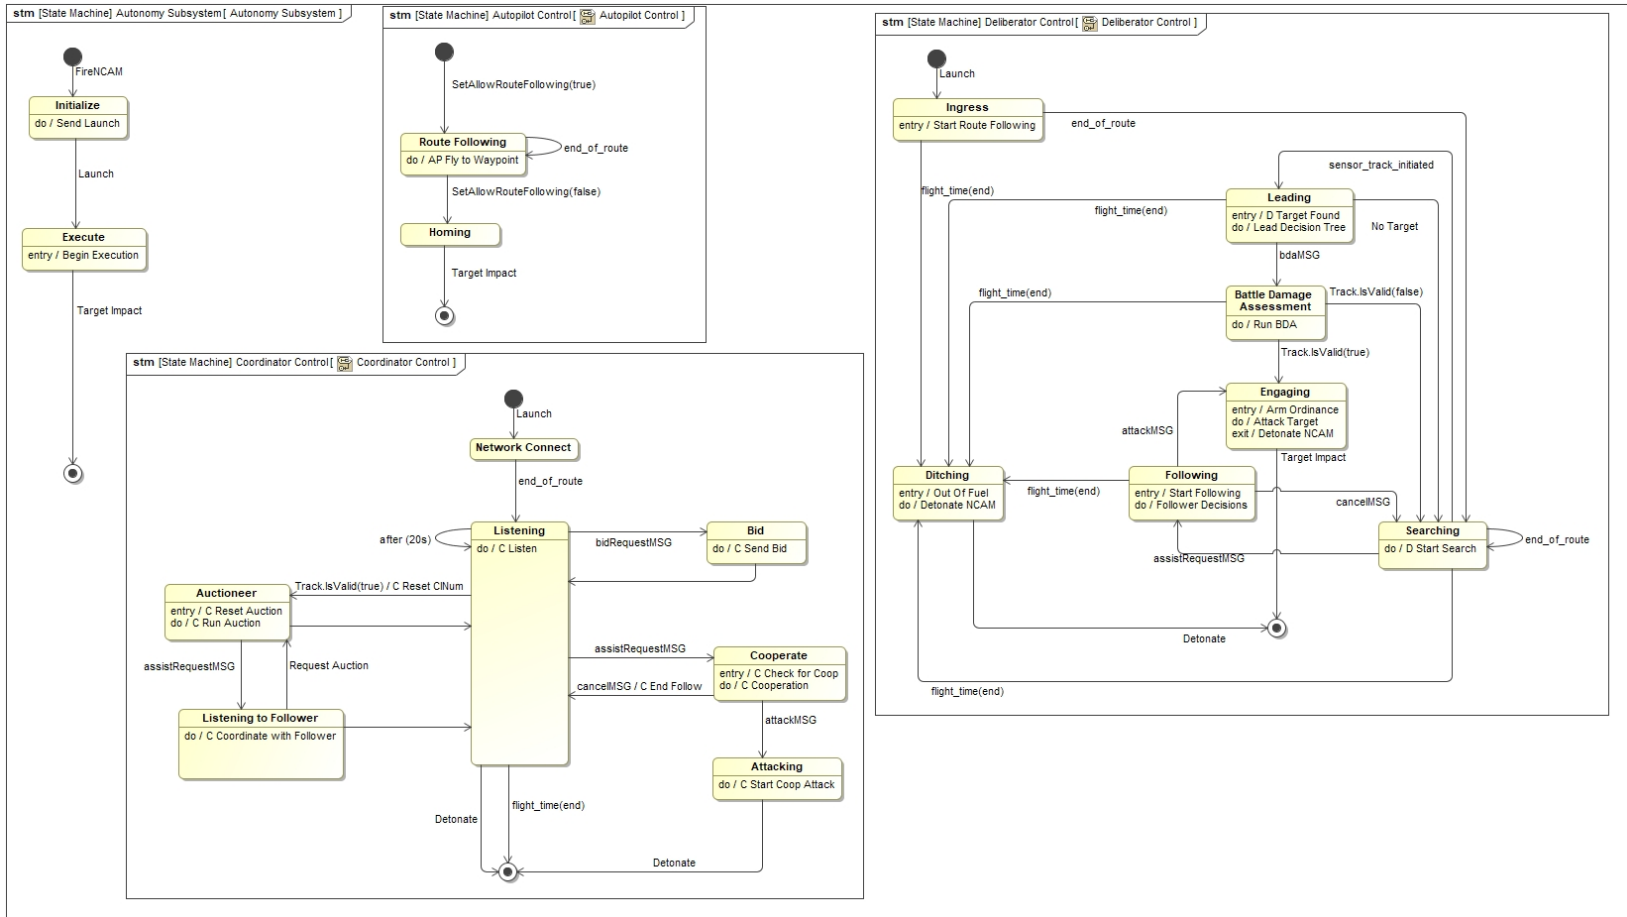 stm [State Machine] Autonomy Subsystem[ Autonomy Subsystem ]
FireNCAM
Initialize
do / Send Launch
Launch
Execute
entry / Begin Execution
Target Impact
stm [State Machine] Autopilot Control[ Autopilot Control ]
SetAllowRouteFollowing(true)
Route Following
do / AP Fly to Waypoint
end_of_route
SetAllowRouteFollowing(false)
Homing
Target Impact
stm [State Machine] Coordinator Control[ Coordinator Control ]
Launch
Network Connect
end_of_route
Listening
do / C Listen
after (20s)
bidRequestMSG
Bid
do / C Send Bid
Track.IsValid(true) / C Reset ClNum
Auctioneer
entry / C Reset Auction
do / C Run Auction
assistRequestMSG
Request Auction
Listening to Follower
do / C Coordinate with Follower
assistRequestMSG
Cooperate
entry / C Check for Coop
do / C Cooperation
cancelMSG / C End Follow
attackMSG
Attacking
do / C Start Coop Attack
flight_time(end)
Detonate
Detonate
stm [State Machine] Deliberator Control[ Deliberator Control ]
Launch
Ingress
entry / Start Route Following
end_of_route
sensor_track_initiated
flight_time(end)
Leading
entry / D Target Found
do / Lead Decision Tree
flight_time(end)
No Target
bdaMSG
Battle Damage
Assessment
do / Run BDA
flight_time(end)
Track.IsValid(false)
Track.IsValid(true)
Engaging
entry / Arm Ordinance
do / Attack Target
exit / Detonate NCAM
attackMSG
Target Impact
Ditching
entry / Out Of Fuel
do / Detonate NCAM
flight_time(end)
Following
entry / Start Following
do / Follower Decisions
cancelMSG
Searching
do / D Start Search
end_of_route
assistRequestMSG
Detonate
flight_time(end)